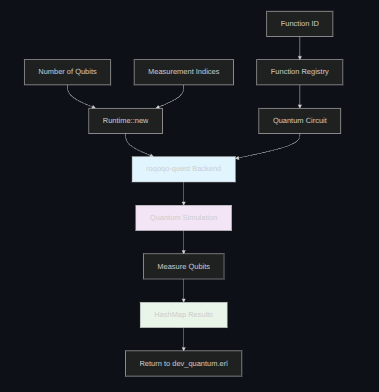 Function ID
Number of Qubits
Measurement Indices
Function Registry
Runtime::new
Quantum Circuit
roqoqo-quest Backend
Quantum Simulation
Measure Qubits
HashMap Results
Return to dev_quantum.erl